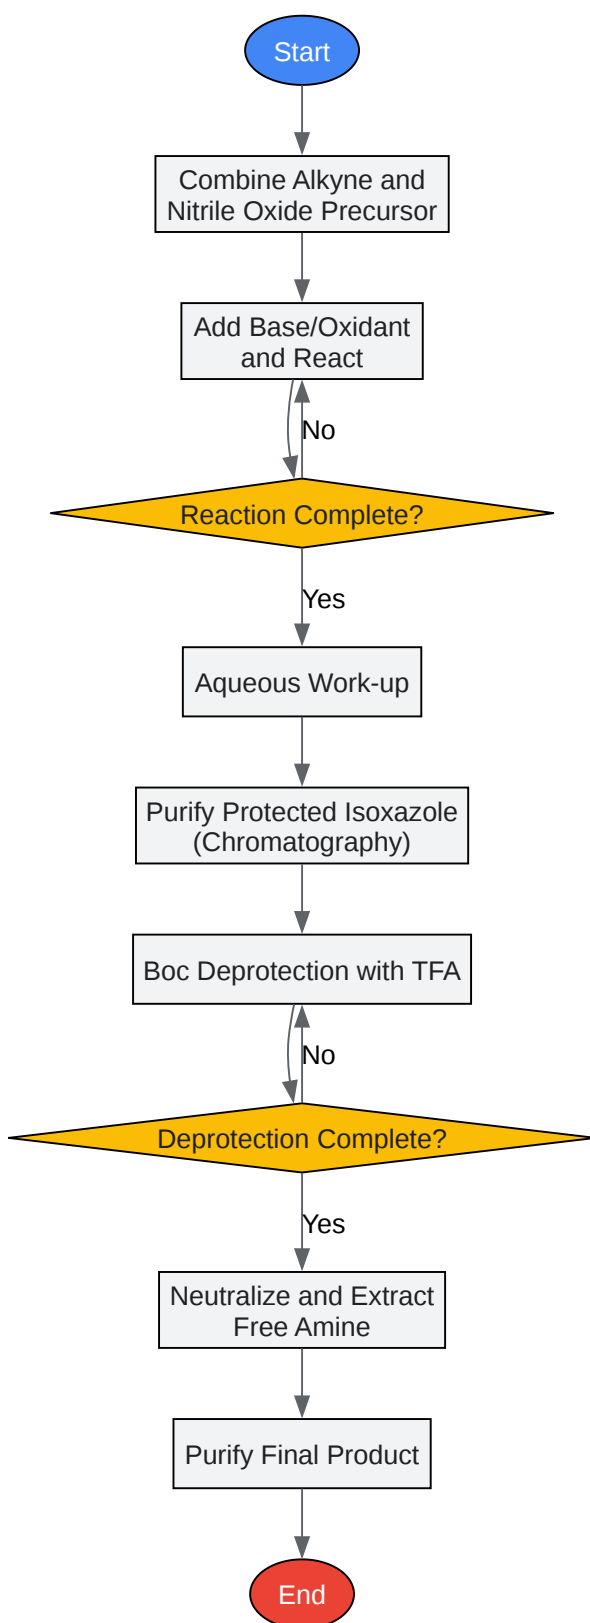 Start
Combine Alkyne and
Nitrile Oxide Precursor
Add Base/Oxidant
and React
No
Reaction Complete?
Yes
Aqueous Work-up
Purify Protected Isoxazole
(Chromatography)
Boc Deprotection with TFA
No
Deprotection Complete?
Yes
Neutralize and Extract
Free Amine
Purify Final Product
End